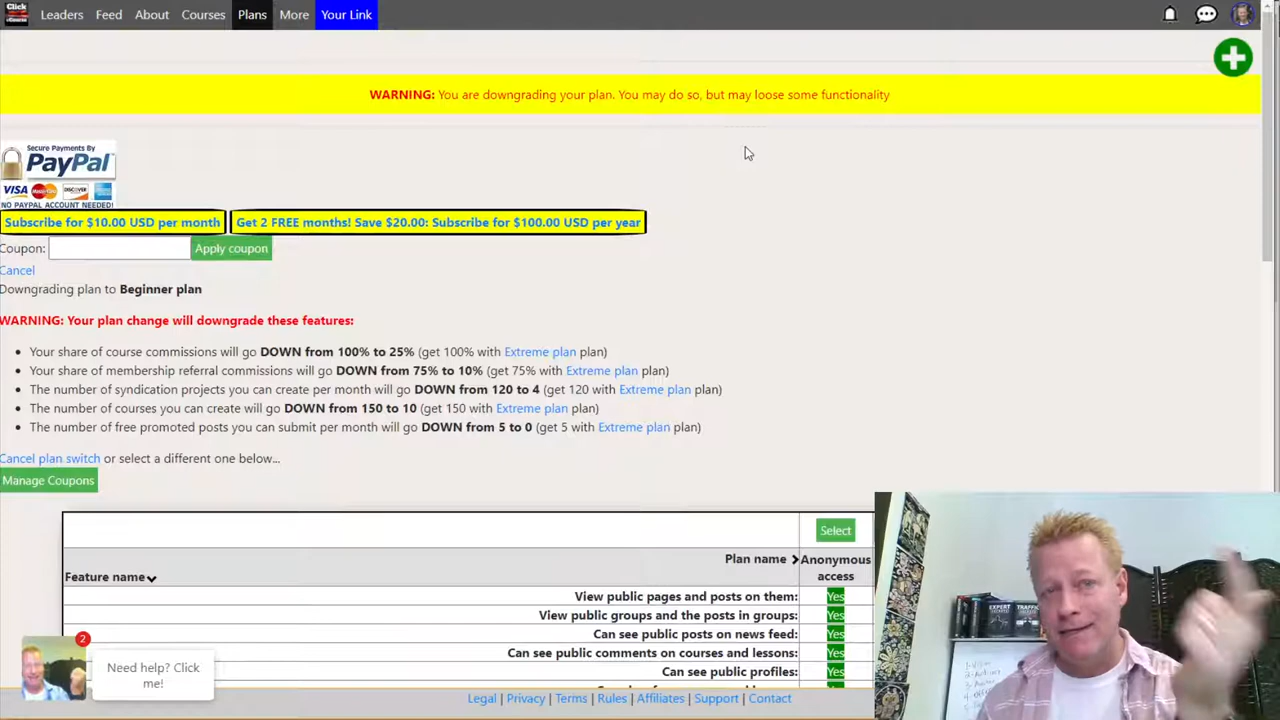 Click
eCourse
Leaders Feed About Courses Plans More Your Link
WARNING: You are downgrading your plan. You may do so, but may loose some functionality
Secure Payments By
PayPal
VISA MasterCard DISCOVER
NO PAYPAL ACCOUNT NEEDED!
Subscribe for $10.00 USD per month Get 2 FREE months! Save $20.00: Subscribe for $100.00 USD per year
Coupon: Apply coupon
Cancel
Downgrading plan to Beginner plan
WARNING: Your plan change will downgrade these features:
Your share of course commissions will go DOWN from 100% to 25% (get 100% with Extreme plan plan)
Your share of membership referral commissions will go DOWN from 75% to 10% (get 75% with Extreme plan plan)
The number of syndication projects you can create per month will go DOWN from 120 to 4 (get 120 with Extreme plan plan)
The number of courses you can create will go DOWN from 150 to 10 (get 150 with Extreme plan plan)
The number of free promoted posts you can submit per month will go DOWN from 5 to 0 (get 5 with Extreme plan plan)
Cancel plan switch or select a different one below...
Manage Coupons
Select
Plan name Anonymous
access
Feature name
View public pages and posts on them: Yes
View public groups and the posts in groups: Yes
Can see public posts on news feed: Yes
Can see public comments on courses and lessons: Yes
Can see public profiles: Yes
2
Need help? Click
me!
EXPERT
TRAFFIC
Legal | Privacy | Terms | Rules | Affiliates | Support | Contact